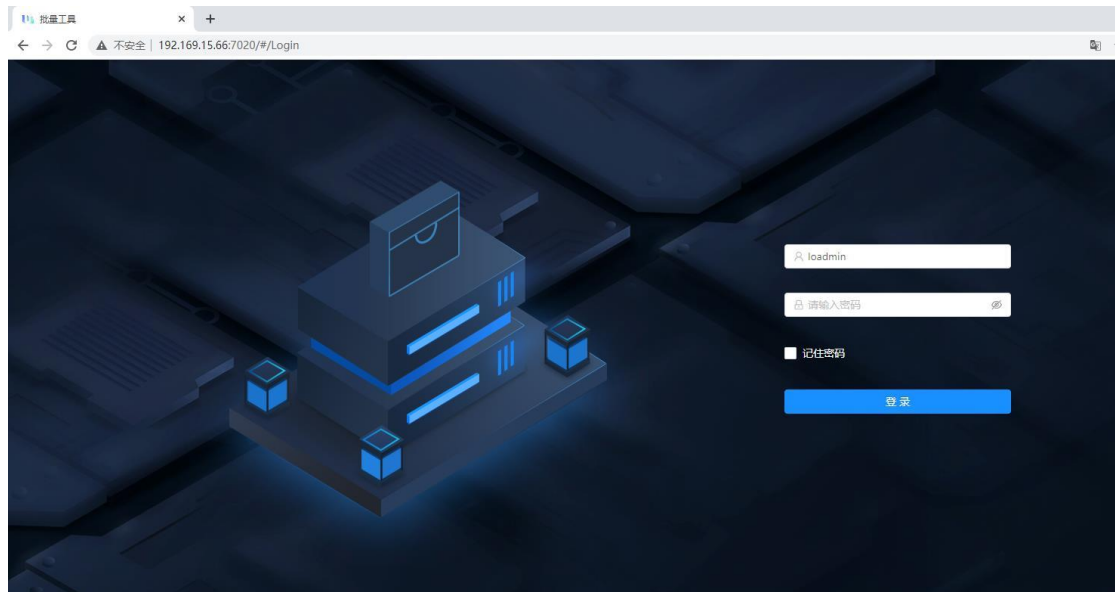 批量工具
不安全 | 192.169.15.66:7020/#/Login
loadmin
请输入密码
记住密码
登录